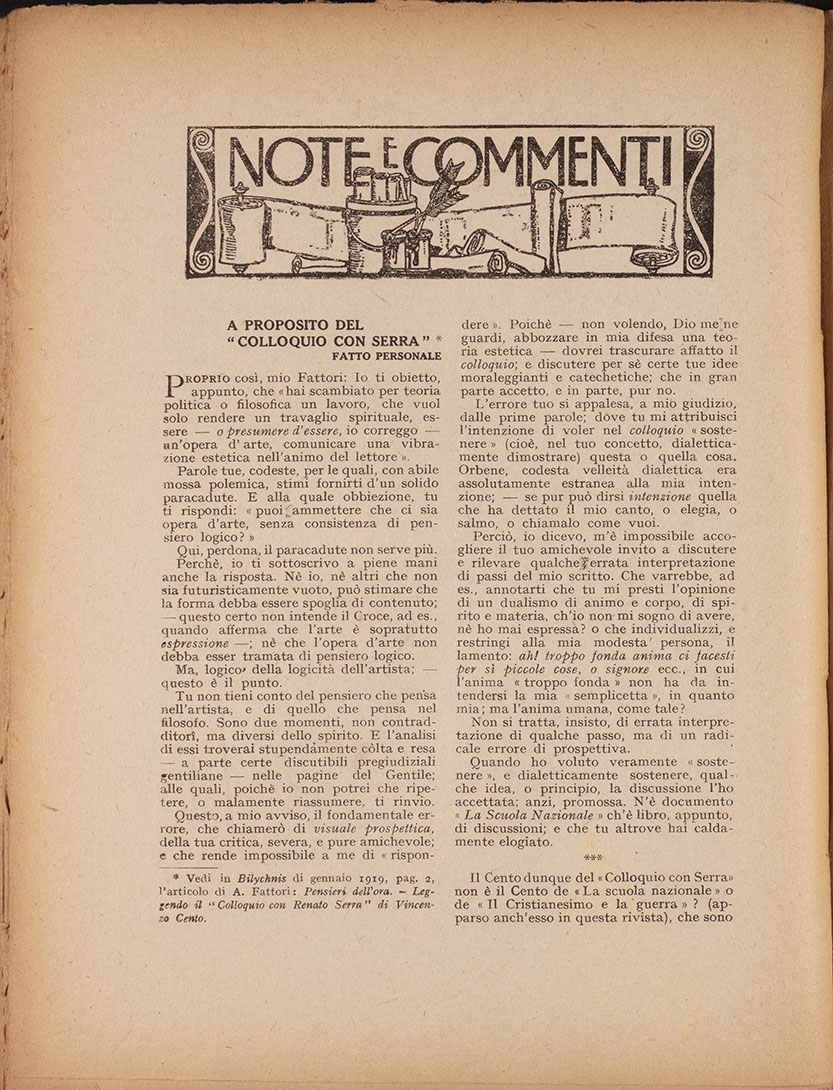 NOTE E COMMENTI
A PROPOSITO DEL
“ COLLOQUIO CON SERRA ” *
FATTO PERSONALE
PROPRIO così, mio Fattori: Io ti obietto,
appunto, che « hai scambiato per teoria
politica o filosofica un lavoro, che vuol
solo rendere un travaglio spirituale, es-
sere — o presumere d'essere, io correggo —
un'opera d'arte, comunicare una vibra-
zione estetica nell'animo del lettore ».
Parole tue, codeste, per le quali, con abile
mossa polemica, stimi fornirti d'un solido
paracadute. E alla quale obbiezione, tu
ti rispondi: « puoi ammettere che ci sia
opera d'arte, senza consistenza di pen-
siero logico? »
Qui, perdona, il paracadute non serve più.
Perchè, io ti sottoscrivo a piene mani
anche la risposta. Nè io, nè altri che non
sia futuristicamente vuoto, può stimare che
la forma debba essere spoglia di contenuto;
— questo certo non intende il Croce, ad es.,
quando afferma che l'arte è sopratutto
espressione —; nè che l'opera d'arte non
debba esser tramata di pensiero logico.
Ma, logico della logicità dell'artista; —
questo è il punto.
Tu non tieni conto del pensiero che pensa
nell'artista, e di quello che pensa nel
filosofo. Sono due momenti, non contrad-
ditorî, ma diversi dello spirito. E l'analisi
di essi troverai stupendamente còlta e resa
— a parte certe discutibili pregiudiziali
gentiliane — nelle pagine del Gentile;
alle quali, poichè io non potrei che ripe-
tere, o malamente riassumere, ti rinvio.
Questo, a mio avviso, il fondamentale er-
rore, che chiamerò di visuale prospettica,
della tua critica, severa, e pure amichevole;
e che rende impossibile a me di « rispon-
* Vedi in Bilychnis di gennaio 1919, pag. 2,
l'articolo di A. Fattori: Pensieri dell'ora. – Leg-
gendo il “ Colloquio con Renato Serra ” di Vincen-
zo Cento.
dere ». Poichè — non volendo, Dio me ne
guardi, abbozzare in mia difesa una teo-
ria estetica — dovrei trascurare affatto il
colloquio; e discutere per sè certe tue idee
moraleggianti e catechetiche; che in gran
parte accetto, e in parte, pur no.
L'errore tuo si appalesa, a mio giudizio,
dalle prime parole; dove tu mi attribuisci
l'intenzione di voler nel colloquio « soste-
nere » (cioè, nel tuo concetto, dialettica-
mente dimostrare) questa o quella cosa.
Orbene, codesta velleità dialettica era
assolutamente estranea alla mia inten-
zione; — se pur può dirsi intenzione quella
che ha dettato il mio canto, o elegia, o
salmo, o chiamalo come vuoi.
Perciò, io dicevo, m'è impossibile acco-
gliere il tuo amichevole invito a discutere
e rilevare qualche errata interpretazione
di passi del mio scritto. Che varrebbe, ad
es., annotarti che tu mi presti l'opinione
di un dualismo di animo e corpo, di spi-
rito e materia, ch'io non mi sogno di avere,
nè ho mai espressa? o che individualizzi, e
restringi alla mia modesta persona, il
lamento: ah! troppo fonda anima ci facesti
per sì piccole cose, o signore ecc., in cui
l'anima « troppo fonda » non ha da in-
tendersi la mia « semplicetta », in quanto
mia; ma l'anima umana, come tale?
Non si tratta, insisto, di errata interpre-
tazione di qualche passo, ma di un radi-
cale errore di prospettiva.
Quando ho voluto veramente « soste-
nere », e dialetticamente sostenere, qual-
che idea, o principio, la discussione l'ho
accettata; anzi, promossa. N'è documento
« La Scuola Nazionale » ch'è libro, appunto,
di discussioni; e che tu altrove hai calda-
mente elogiato.
***
Il Cento dunque del « Colloquio con Serra»
non è il Cento de « La scuola nazionale » o
de « Il Cristianesimo e la guerra » ? (ap-
parso anch'esso in questa rivista), che sono